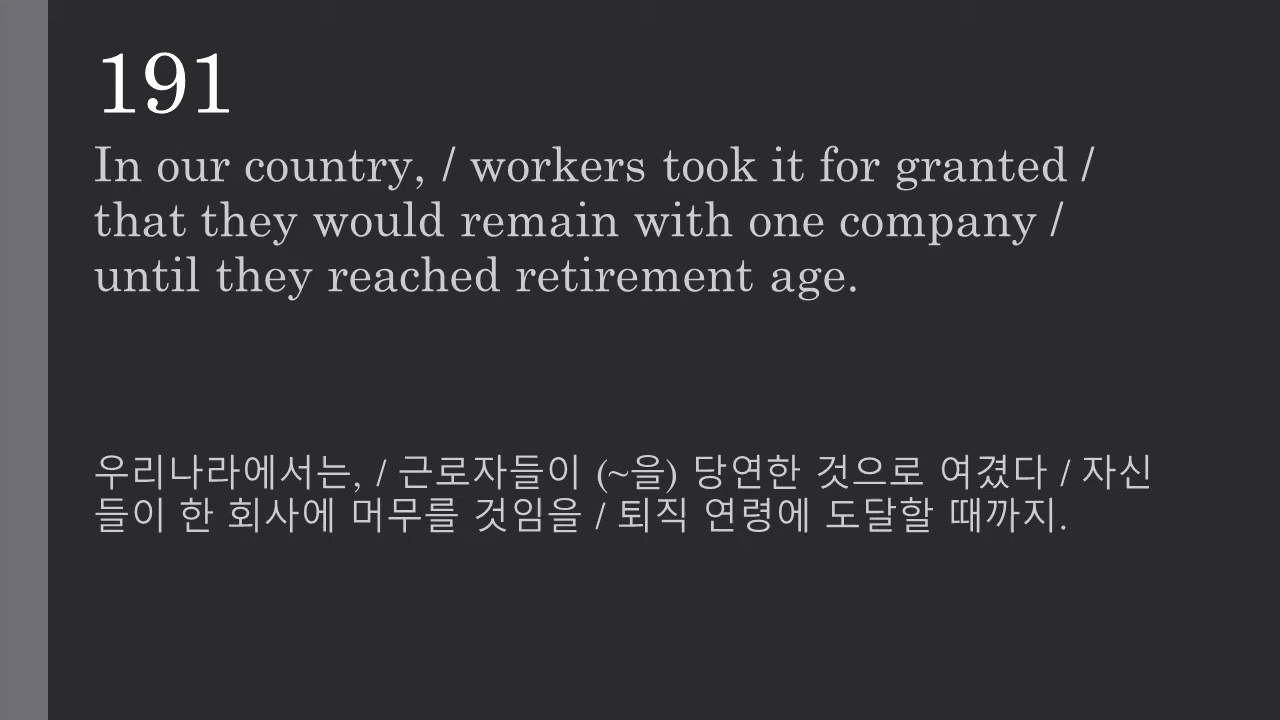 191
In our country, / workers took it for granted /
that they would remain with one company /
until they reached retirement age.
우리나라에서는, / 근로자들이 (~을) 당연한 것으로 여겼다 / 자신
들이 한 회사에 머무를 것임을 / 퇴직 연령에 도달할 때까지.